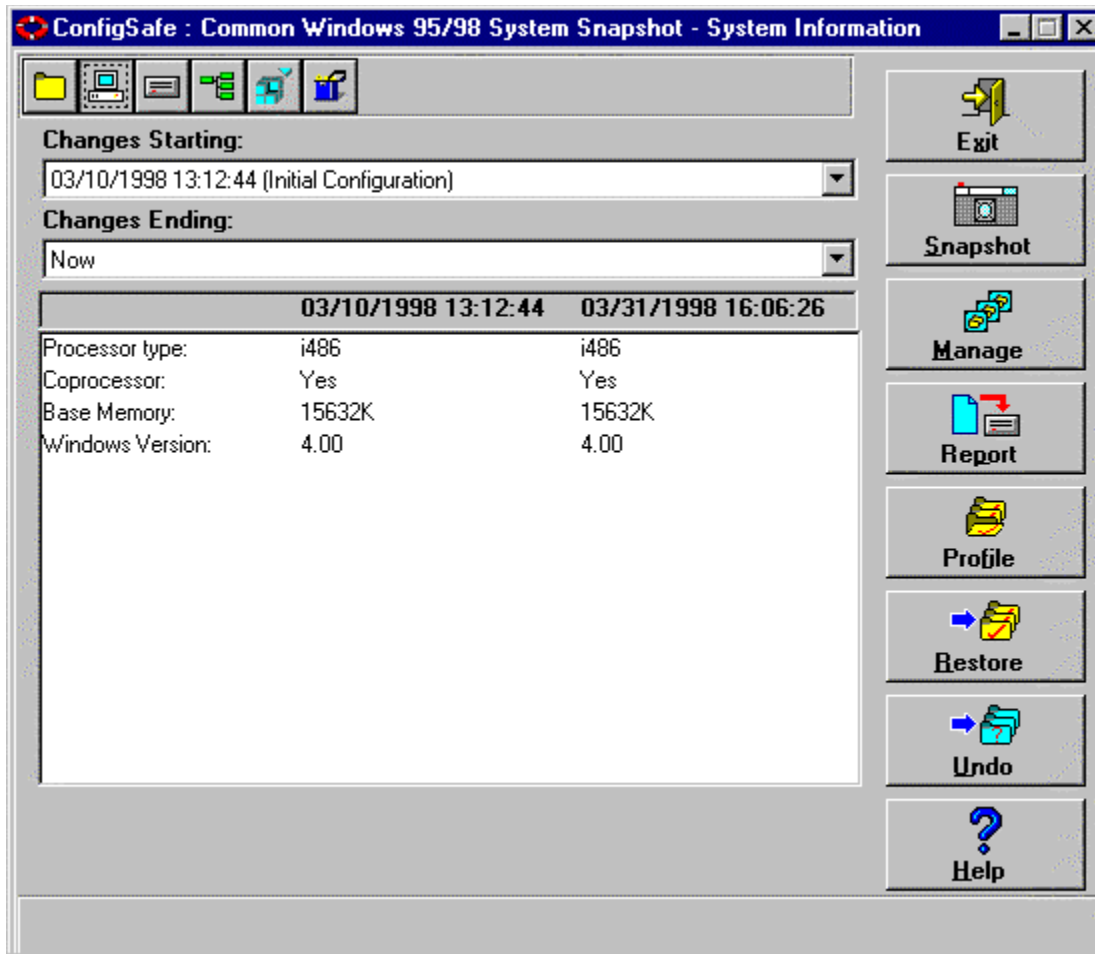 ConfigSafe : Common Windows 95/98 System Snapshot - System Information
Changes Starting:
03/10/1998 13:12:44 (Initial Configuration)
Changes Ending:
Now
03/10/1998 13:12:44 03/31/1998 16:06:26
Processor type: i486 i486
Coprocessor: Yes Yes
Base Memory: 15632K 15632K
Windows Version: 4.00 4.00
Exit
Snapshot
Manage
Report
Profile
Restore
Undo
Help